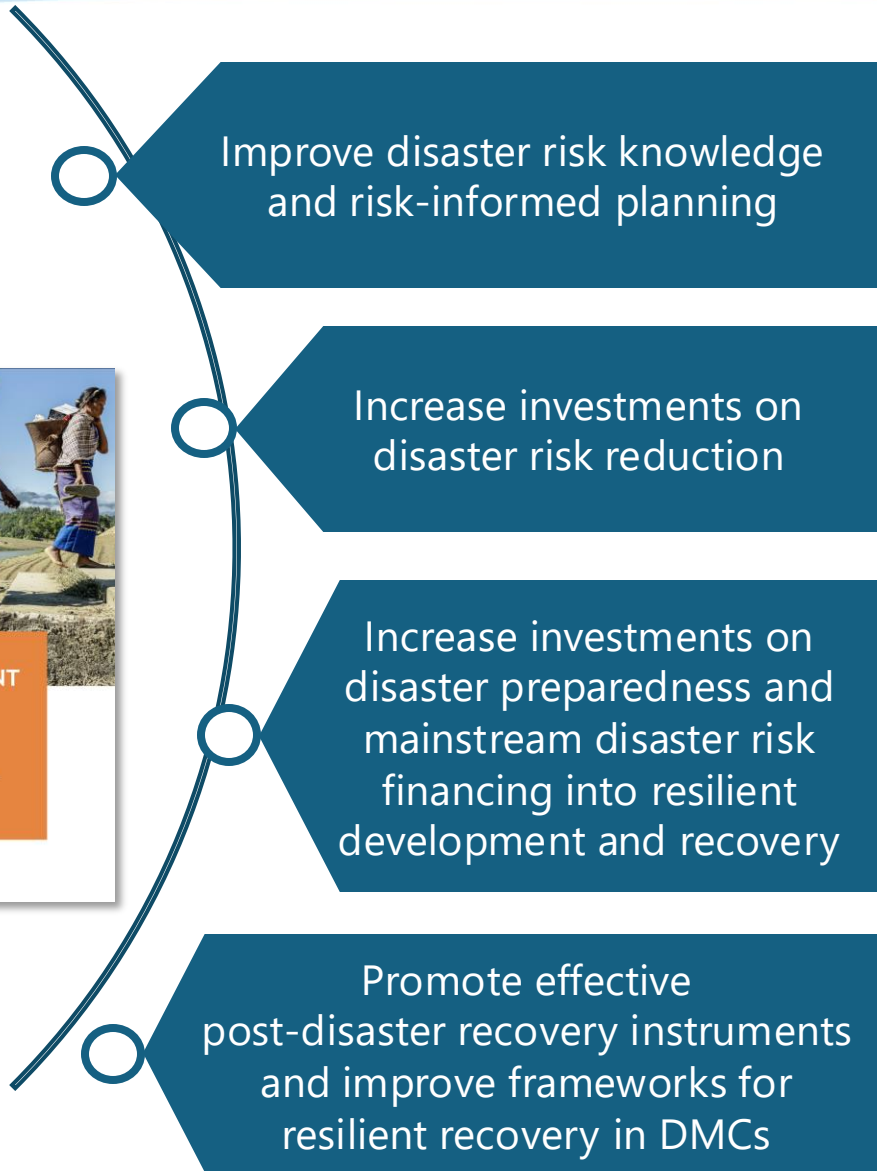 Improve disaster risk knowledge
and risk-informed planning
Increase investments on
disaster risk reduction
Increase investments on
disaster preparedness and
mainstream disaster risk
financing into resilient
development and recovery
NT
Promote effective
post-disaster recovery instruments
and improve frameworks for
resilient recovery in DMCs